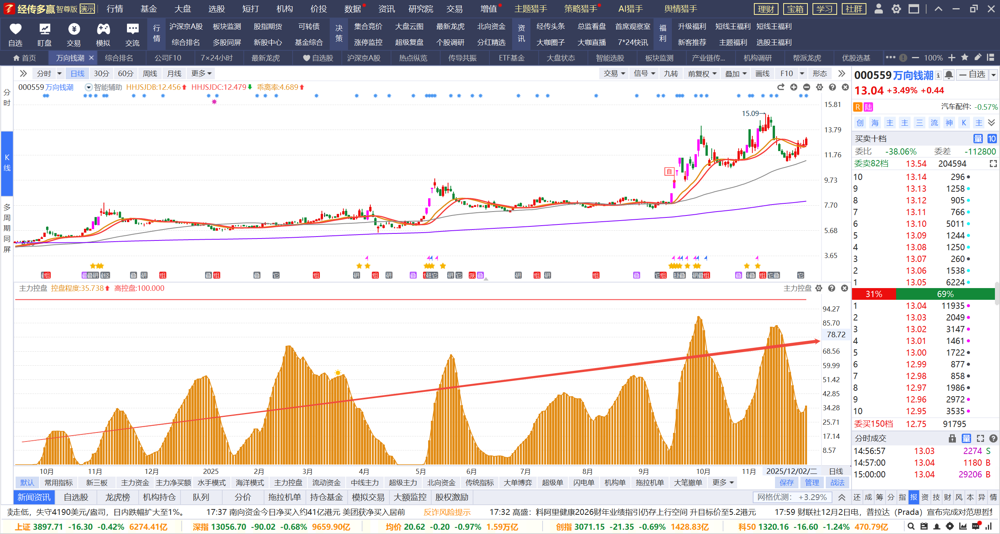 经传多赢 智尊版 演示 行情 基金 大盘 选股 短打 机构 价投 数据 资讯 研究院 交易 增值 主题猎手 策略猎手 AI猎手 舆情猎手 理财 宝箱 学习 社群
自选 盯盘 交易 模拟 交流
行情 沪深京A股 板块监测 股指期货 可转债 决策 集合竞价 大盘云图 最新龙虎 北向资金 资讯 经传头条 总监看盘 首席观察室 福利 升级福利 短线王福利 短线王福利
综合排名 多股同屏 新股中心 基金综合 涨停监控 超级复盘 个股调研 分红精选 大咖圈子 大咖直播 7*24快讯 新客推荐 主题福利 选股王福利
首页 万向钱潮 综合排名 公司F10 7×24小时 最新龙虎 自选股 沪深京A股 热点纵览 传导共振 ETF基金 大盘状态 智能选股 板块监测 产业链传... 机构调研 帮派龙虎 优股选基 100%
分时
K线
多周期同屏
分时 日线 30分 60分 周线 月线 更多 交易 信号 九转 前复权 叠加 画线 F10 形态
000559 万向钱潮 智能辅助 HHJSJDB:12.456 HHJSJDC:12.479 乖离率:4.689
15.81
15.09→
13.79
11.76
自
9.73
7.70
5.68
3.65
组 叠 研 经 叠 研 组 叠 组 叠 它 组 研 组 研 叠 它 研 它 派 叠 研 组 研 组 叠 它 组 叠 研 叠 组 叠 叠 组 它 叠 它
主力控盘 控盘程度:35.738 高控盘:100.000 主力控盘
94.27
85.70
78.72
68.56
59.99
51.42
42.85
34.28
25.71
17.14
8.57
10月 11月 12月 2025 2月 3月 4月 5月 6月 7月 8月 9月 10月 11月 2025/12/02/二 日线
默认 常用指标 新三板 主力资金 主力净买额 水手模式 海洋模式 主力控盘 流动资金 中线主力 超级主力 北向资金 传统指标 大单博弈 超级单 闪电单 机构单 拖拉机单 大笔撤单 更多 保存 管理 战法
新闻资讯 自选股 龙虎榜 机构持仓 队列 分价 拖拉机单 持仓基金 模拟交易 大额监控 股权激励 网格优测: +3.29%
000559 万向钱潮 自选
13.04 +3.49% +0.44
R 陆 汽车配件: -0.57%
创 海 主 主 三 流 神 K 主
买卖十档 量 10
委比 -38.06% 委差 -112800
委卖82档 13.54 204594
10 13.14 296
9 13.13 1258
8 13.12 905
7 13.11 766
6 13.10 5011
5 13.09 1244
4 13.08 1250
3 13.07 260
2 13.06 1538
1 13.05 6224
31% 69%
1 13.04 11935
2 13.03 2049
3 13.02 3147
4 13.01 1461
5 13.00 1722
6 12.99 877
7 12.98 858
8 12.97 1986
9 12.96 2972
10 12.95 3535
委买150档 12.75 91795
分时成交 量
14:56:57 13.03 2274 S
14:57:00 13.04 1180 B
15:00:00 13.04 29206 B
还 成 筹 分 指 报 资 技 财 风 本 异 情
走低，失守4190美元/盎司，日内跌幅扩大至1%。 17:37 南向资金今日净买入约41亿港元 美团获净买入居前 反诈风险提示 17:32 高盛：料阿里健康2026财年业绩指引仍存上行空间 升目标价至5.2港元 17:59 财联社12月2日电，普拉达（Prada）宣布完成对范思哲
上证 3897.71 -16.30 -0.42% 6274.41亿 深指 13056.70 -90.02 -0.68% 9659.90亿 均价 20.62 -0.20 -0.97% 1.59万亿 创指 3071.15 -21.35 -0.69% 1428.83亿 科50 1320.16 -16.60 -1.24% 470.79亿